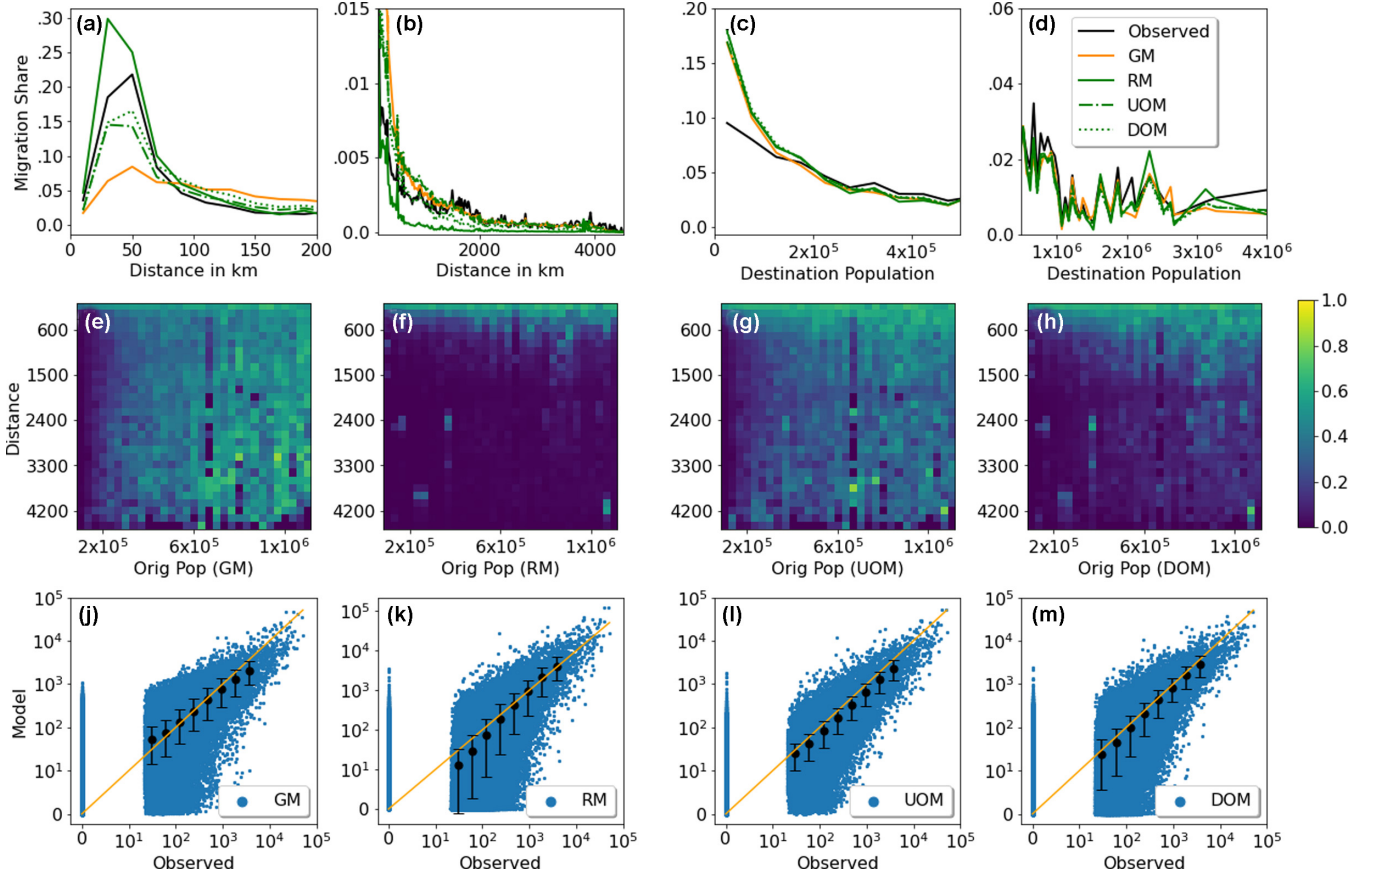 (a)
.30
.25
.20
.15
.10
.05
0.0
Migration Share
0
50
100
150
200
Distance in km
(b)
.015
.01
.005
0.0
2000
4000
Distance in km
(c)
.20
.15
.10
.05
0.0
0
2x10⁵
4x10⁵
Destination Population
(d)
.06
0.04
.02
0.0
1x10⁶
2x10⁶
3x10⁶
4x10⁶
Destination Population
Observed
GM
RM
UOM
DOM
(e)
600
1500
2400
3300
4200
Distance
2x10⁵
6x10⁵
1x10⁶
Orig Pop (GM)
(f)
600
1500
2400
3300
4200
2x10⁵
6x10⁵
1x10⁶
Orig Pop (RM)
(g)
600
1500
2400
3300
4200
2x10⁵
6x10⁵
1x10⁶
Orig Pop (UOM)
(h)
600
1500
2400
3300
4200
2x10⁵
6x10⁵
1x10⁶
Orig Pop (DOM)
1.0
0.8
0.6
0.4
0.2
0.0
(j)
10⁵
10⁴
10³
10²
10¹
0
Model
GM
0
10¹
10²
10³
10⁴
10⁵
Observed
(k)
10⁵
10⁴
10³
10²
10¹
0
RM
0
10¹
10²
10³
10⁴
10⁵
Observed
(l)
10⁵
10⁴
10³
10²
10¹
0
UOM
0
10¹
10²
10³
10⁴
10⁵
Observed
(m)
10⁵
10⁴
10³
10²
10¹
0
DOM
0
10¹
10²
10³
10⁴
10⁵
Observed